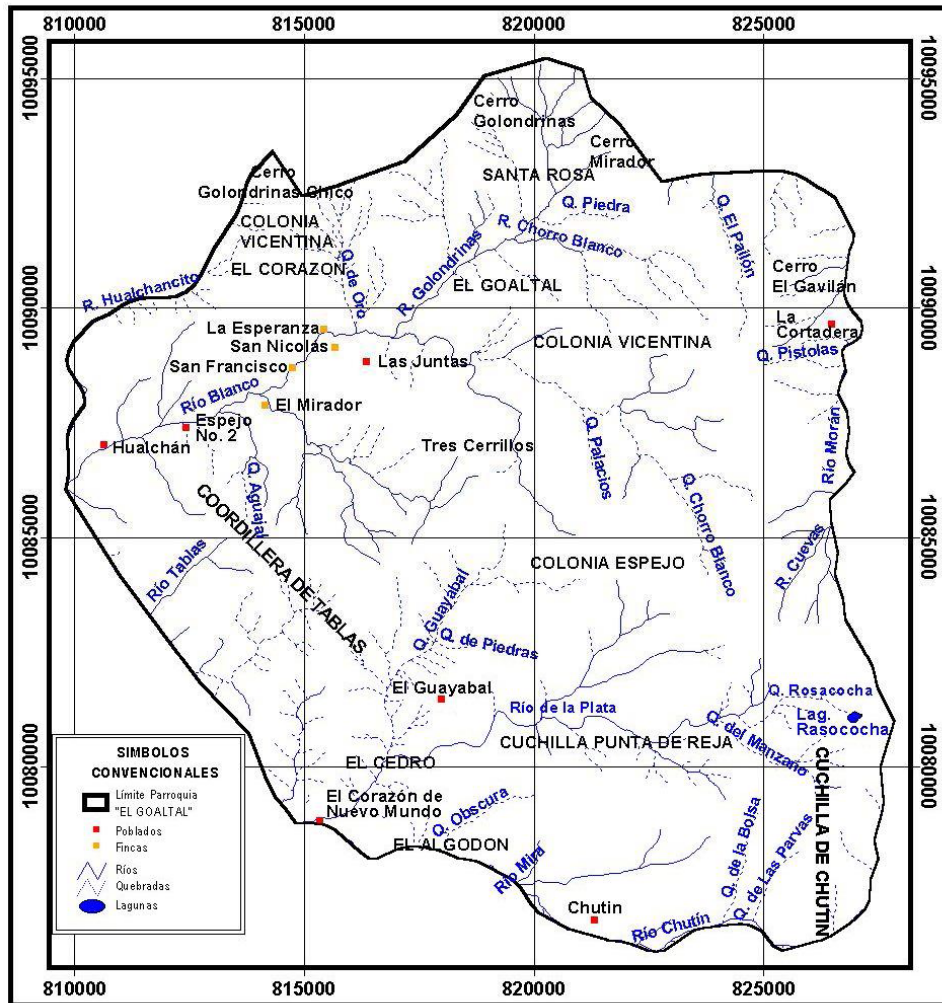 810000 815000 820000 825000
10095000 10095000
Cerro
Golondrinas
Cerro
Mirador
Cerro
Golondrinas Chico
SANTA ROSA
Q. Piedra
COLONIA
VICENTINA
Q. El Pailón
R. Chorro Blanco
R. Golondrinas
Q. de Oro
EL CORAZON
Cerro
El Gavilán
R. Hualchancito
EL GOALTAL
10090000 10090000
La
Cortadera
La Esperanza
San Nicolás
COLONIA VICENTINA
Q. Pistolas
San Francisco
Las Juntas
Río Blanco
El Mirador
Espejo
No. 2
Hualchán
Tres Cerrillos
Río Morán
Q. Palacios
Q. Aguajal
Q. Chorro Blanco
COORDILLERA DE TABLAS
10085000 10085000
Río Tablas
COLONIA ESPEJO
R. Cuevas
Q. Guayabal
Q. de Piedras
El Guayabal
Q. Rosacocha
Río de la Plata
Lag.
Rasococha
Q. del Manzano
CUCHILLA PUNTA DE REJA
EL CEDRO
10080000 10080000
El Corazón de
Nuevo Mundo
Q. Obscura
EL ALGODON
CUCHILLA DE CHUTIN
Q. de la Bolsa
Q. de Las Parvas
Río Mira
Chutin
Río Chutín
SIMBOLOS
CONVENCIONALES
Límite Parroquia
"EL GOALTAL"
Poblados
Fincas
Ríos
Quebradas
Lagunas
810000 815000 820000 825000